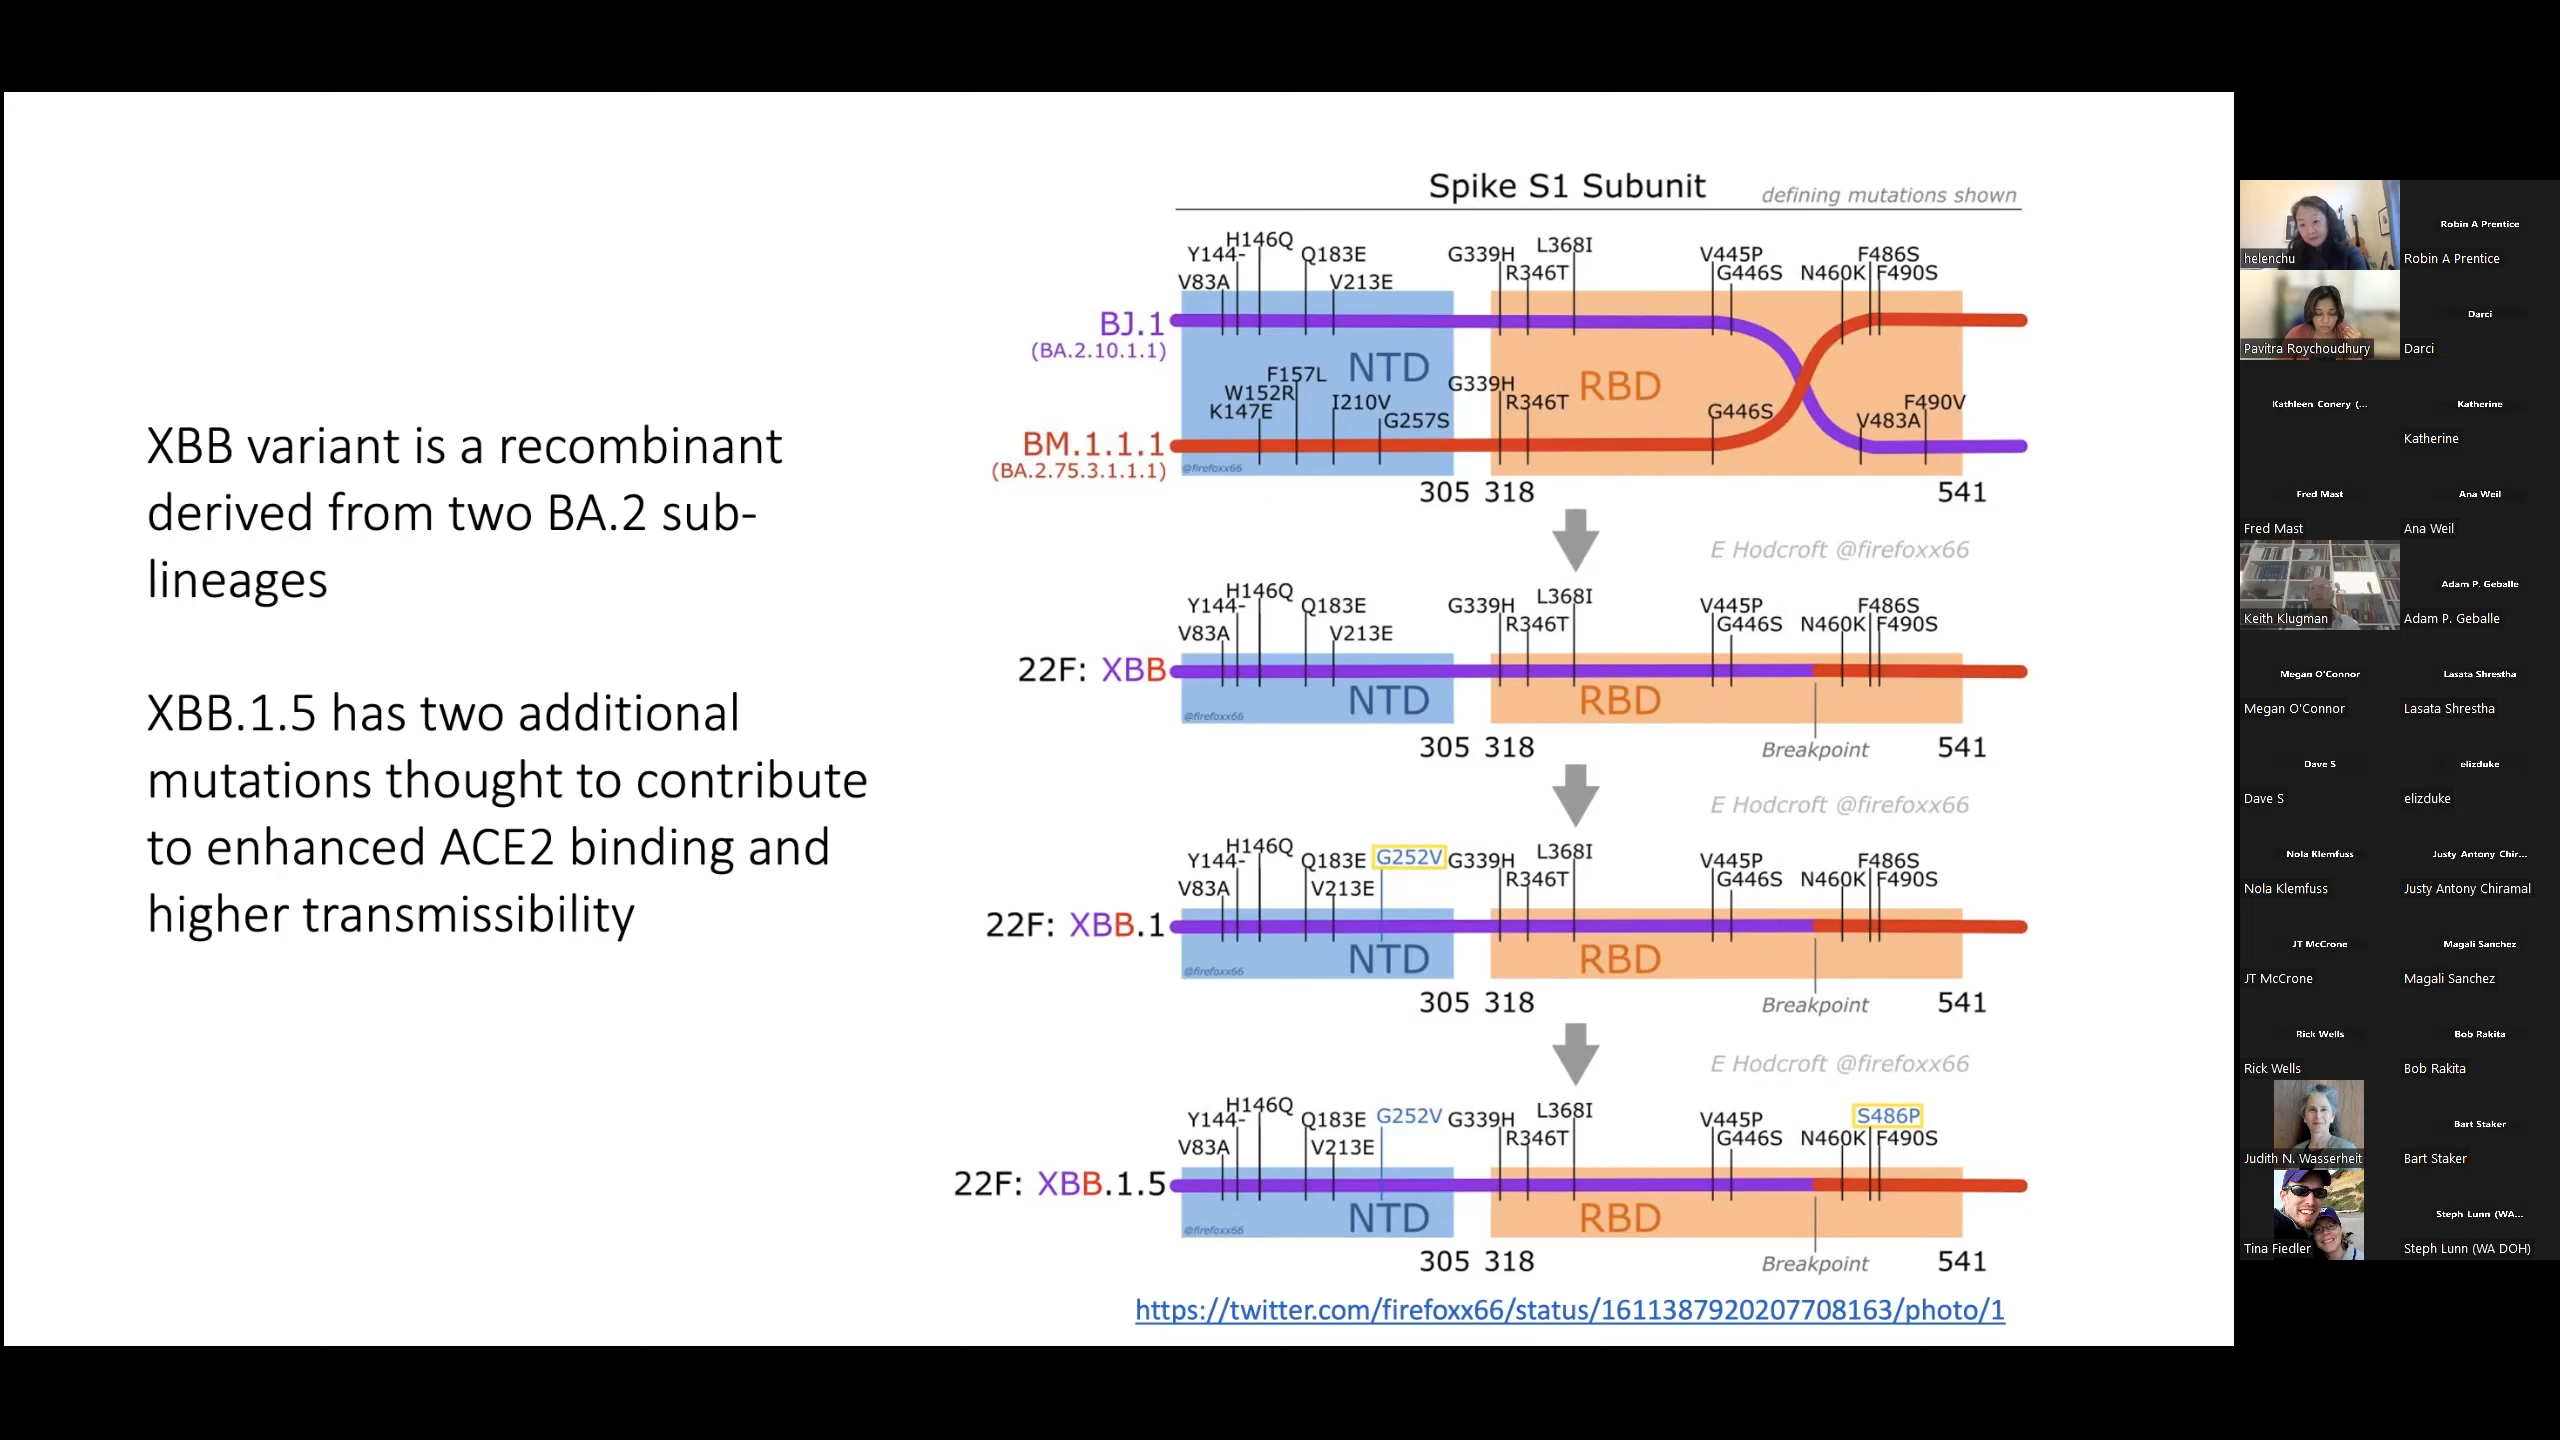 XBB variant is a recombinant
derived from two BA.2 sub-
lineages
XBB.1.5 has two additional
mutations thought to contribute
to enhanced ACE2 binding and
higher transmissibility
Spike S1 Subunit
defining mutations shown
H146Q
L368I
Y144- Q183E G339H V445P F486S
R346T G446S N460K F490S
V83A V213E
BJ.1
(BA.2.10.1.1)
NTD
RBD
F157L
W152R
K147E
I210V
G257S
G339H
R346T
G446S
F490V
V483A
BM.1.1.1
(BA.2.75.3.1.1.1)
@firefoxx66
305 318 541
E Hodcroft @firefoxx66
H146Q
L368I
Y144- Q183E G339H V445P F486S
R346T G446S N460K F490S
V83A V213E
22F: XBB
NTD
RBD
@firefoxx66
305 318 Breakpoint 541
E Hodcroft @firefoxx66
H146Q
L368I
Y144- Q183E G252V G339H V445P F486S
R346T G446S N460K F490S
V83A V213E
22F: XBB.1
NTD
RBD
@firefoxx66
305 318 Breakpoint 541
E Hodcroft @firefoxx66
H146Q
L368I
Y144- Q183E G252V G339H V445P S486P
R346T G446S N460K F490S
V83A V213E
22F: XBB.1.5
NTD
RBD
@firefoxx66
305 318 Breakpoint 541
https://twitter.com/firefoxx66/status/1611387920207708163/photo/1
helenchu
Robin A Prentice
Robin A Prentice
Pavitra Roychoudhury
Darci
Darci
Kathleen Conery (...
Katherine
Katherine
Fred Mast
Fred Mast
Ana Weil
Ana Weil
Keith Klugman
Adam P. Geballe
Adam P. Geballe
Megan O'Connor
Megan O'Connor
Lasata Shrestha
Lasata Shrestha
Dave S
Dave S
elizduke
elizduke
Nola Klemfuss
Nola Klemfuss
Justy Antony Chir...
Justy Antony Chiramal
JT McCrone
JT McCrone
Magali Sanchez
Magali Sanchez
Rick Wells
Rick Wells
Bob Rakita
Bob Rakita
Judith N. Wasserheit
Bart Staker
Bart Staker
Tina Fiedler
Steph Lunn (WA...
Steph Lunn (WA DOH)